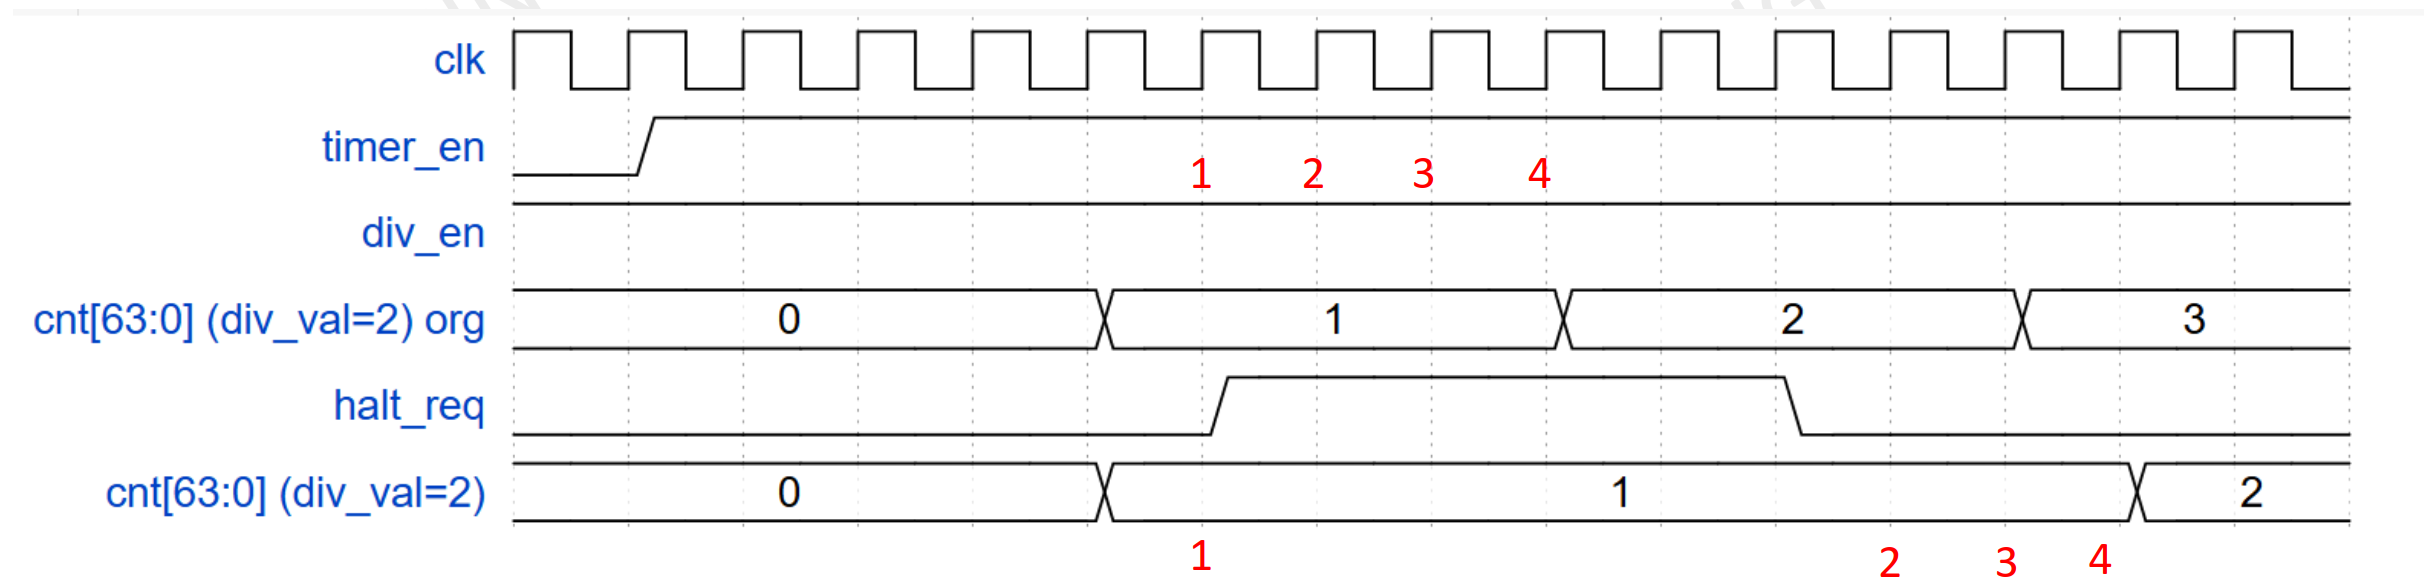 clk
timer_en
1 2 3 4
div_en
cnt[63:0] (div_val=2) org 0 1 2 3
halt_req
cnt[63:0] (div_val=2) 0 1 2
1 2 3 4